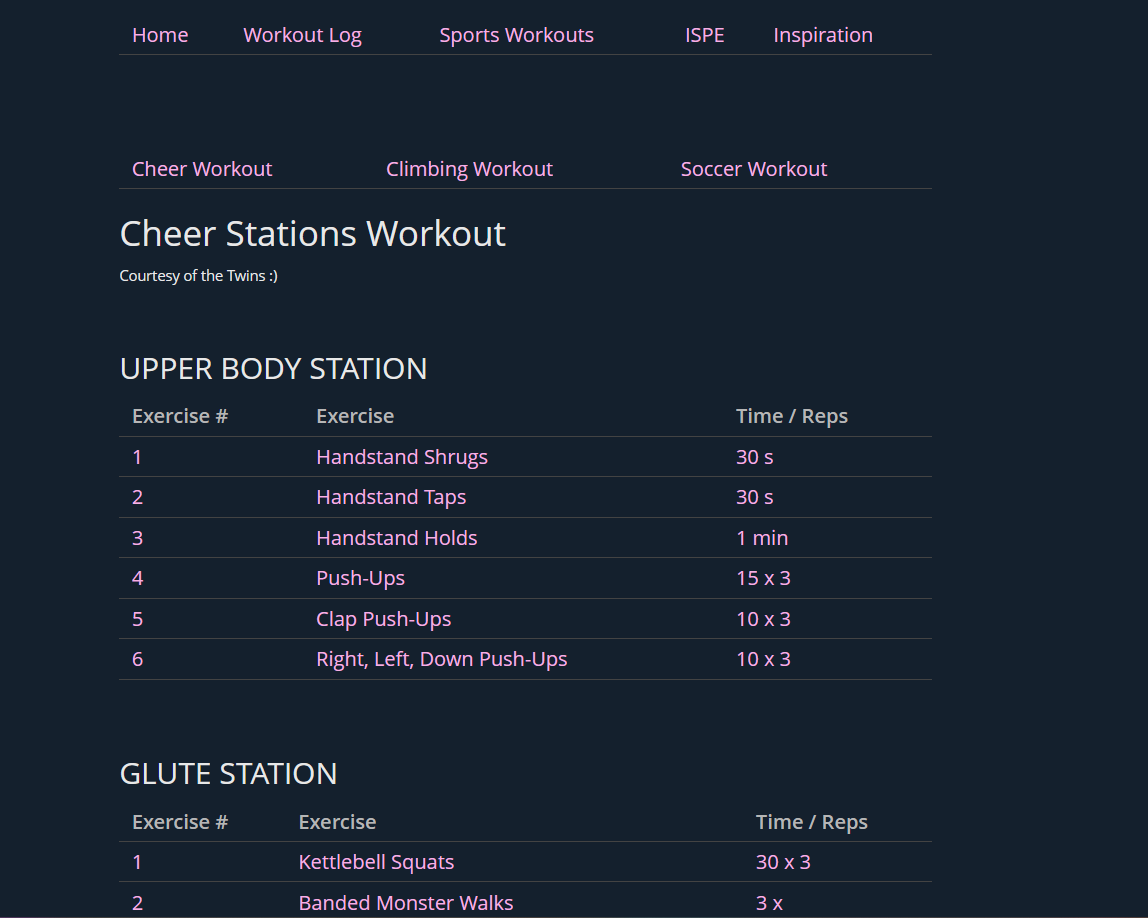 Home Workout Log Sports Workouts ISPE Inspiration
Cheer Workout Climbing Workout Soccer Workout
Cheer Stations Workout
Courtesy of the Twins :)
UPPER BODY STATION
Exercise # Exercise Time / Reps
1 Handstand Shrugs 30 s
2 Handstand Taps 30 s
3 Handstand Holds 1 min
4 Push-Ups 15 x 3
5 Clap Push-Ups 10 x 3
6 Right, Left, Down Push-Ups 10 x 3
GLUTE STATION
Exercise # Exercise Time / Reps
1 Kettlebell Squats 30 x 3
2 Banded Monster Walks 3 x